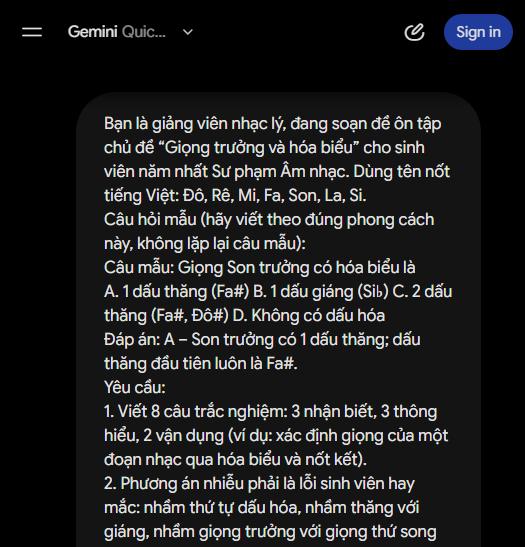 Gemini Quic...
Sign in
Bạn là giảng viên nhạc lý, đang soạn đề ôn tập
chủ đề “Giọng trưởng và hóa biểu” cho sinh
viên năm nhất Sư phạm Âm nhạc. Dùng tên nốt
tiếng Việt: Đô, Rê, Mi, Fa, Son, La, Si.
Câu hỏi mẫu (hãy viết theo đúng phong cách
này, không lặp lại câu mẫu):
Câu mẫu: Giọng Son trưởng có hóa biểu là
A. 1 dấu thăng (Fa#) B. 1 dấu giáng (Si♭) C. 2 dấu
thăng (Fa#, Đô#) D. Không có dấu hóa
Đáp án: A – Son trưởng có 1 dấu thăng; dấu
thăng đầu tiên luôn là Fa#.
Yêu cầu:
1. Viết 8 câu trắc nghiệm: 3 nhận biết, 3 thông
hiểu, 2 vận dụng (ví dụ: xác định giọng của một
đoạn nhạc qua hóa biểu và nốt kết).
2. Phương án nhiễu phải là lỗi sinh viên hay
mắc: nhầm thứ tự dấu hóa, nhầm thăng với
giáng, nhầm giọng trưởng với giọng thứ song